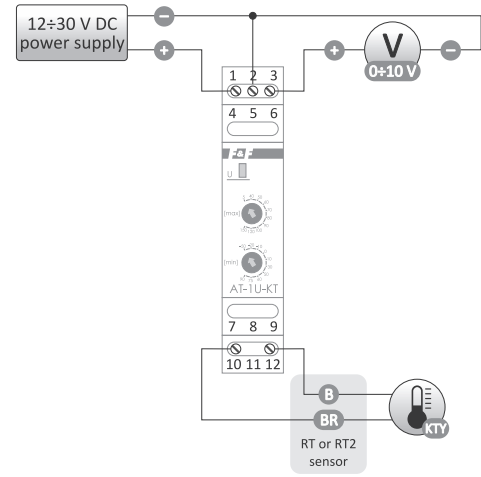 12÷30 V DC
power supply
−
+
+
V
0÷10 V
−
1 2 3
4 5 6
F&F
U
[max]
[min]
AT-1U-KT
7 8 9
10 11 12
B
BR
KTY
RT or RT2
sensor